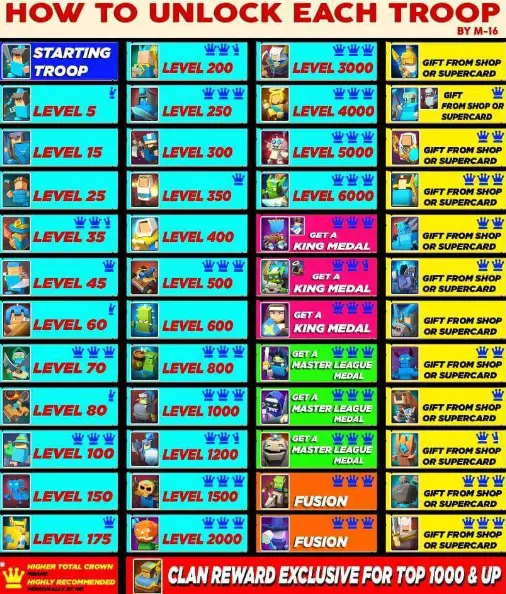 HOW TO UNLOCK EACH TROOP
BY M-16
STARTING
TROOP
LEVEL 5
LEVEL 15
LEVEL 25
LEVEL 35
LEVEL 45
LEVEL 60
LEVEL 70
LEVEL 80
LEVEL 100
LEVEL 150
LEVEL 175
LEVEL 200
LEVEL 250
LEVEL 300
LEVEL 350
LEVEL 400
LEVEL 500
LEVEL 600
LEVEL 800
LEVEL 1000
LEVEL 1200
LEVEL 1500
LEVEL 2000
LEVEL 3000
LEVEL 4000
LEVEL 5000
LEVEL 6000
GET A
KING MEDAL
GET A
KING MEDAL
GET A
KING MEDAL
GET A
MASTER LEAGUE
MEDAL
GET A
MASTER LEAGUE
MEDAL
GET A
MASTER LEAGUE
MEDAL
FUSION
FUSION
GIFT FROM SHOP
OR SUPERCARD
GIFT
FROM SHOP OR
SUPERCARD
GIFT FROM SHOP
OR SUPERCARD
GIFT FROM SHOP
OR SUPERCARD
GIFT FROM SHOP
OR SUPERCARD
GIFT FROM SHOP
OR SUPERCARD
GIFT FROM SHOP
OR SUPERCARD
GIFT FROM SHOP
OR SUPERCARD
GIFT FROM SHOP
OR SUPERCARD
GIFT FROM SHOP
OR SUPERCARD
GIFT FROM SHOP
OR SUPERCARD
GIFT FROM SHOP
OR SUPERCARD
HIGHER TOTAL CROWN
HIGHLY RECOMMENDED
PERSONALLY BY ME
CLAN REWARD EXCLUSIVE FOR TOP 1000 & UP